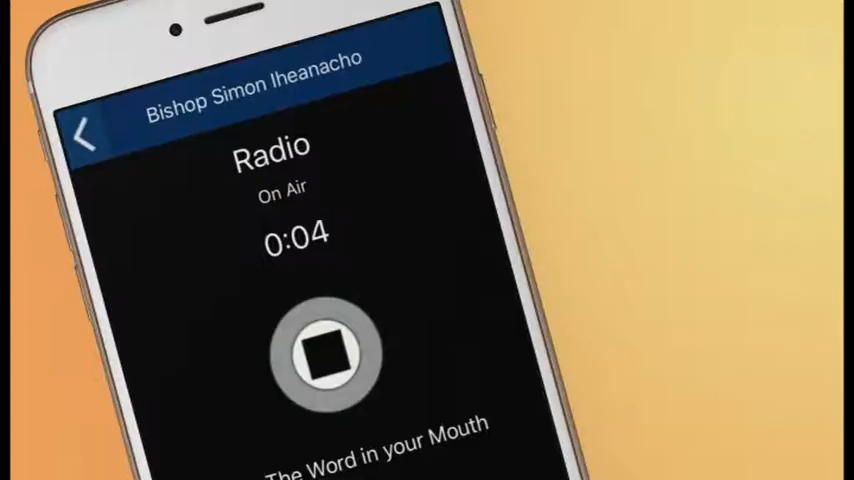 Bishop Simon Iheanacho
Radio
On Air
0:04
The Word in your Mouth